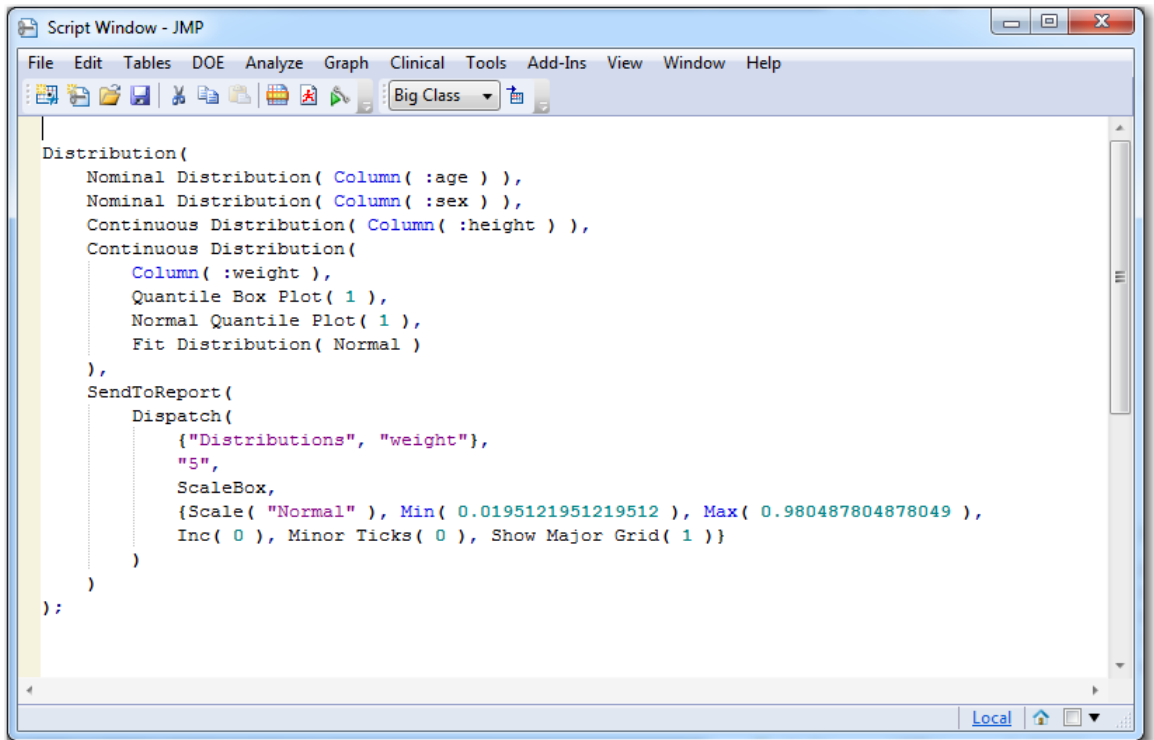 Script Window - JMP
File Edit Tables DOE Analyze Graph Clinical Tools Add-Ins View Window Help
Big Class
Distribution(
    Nominal Distribution( Column( :age ) ),
    Nominal Distribution( Column( :sex ) ),
    Continuous Distribution( Column( :height ) ),
    Continuous Distribution(
        Column( :weight ),
        Quantile Box Plot( 1 ),
        Normal Quantile Plot( 1 ),
        Fit Distribution( Normal )
    ),
    SendToReport(
        Dispatch(
            {"Distributions", "weight"},
            "5",
            ScaleBox,
            {Scale( "Normal" ), Min( 0.0195121951219512 ), Max( 0.980487804878049 ),
            Inc( 0 ), Minor Ticks( 0 ), Show Major Grid( 1 )}
        )
    )
);
Local